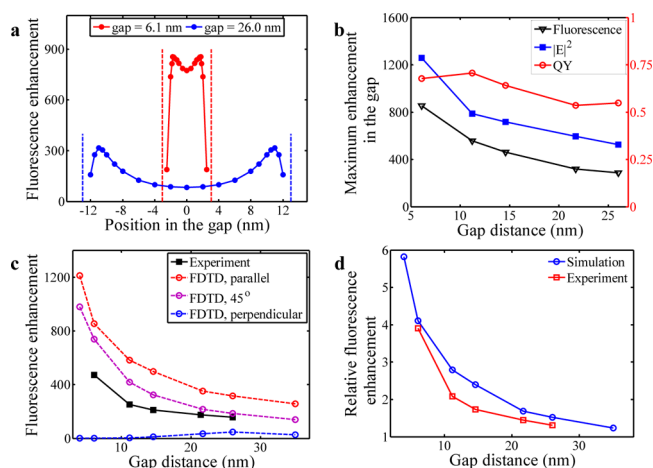 a
gap = 6.1 nm
gap = 26.0 nm
Fluorescence enhancement
900
600
300
0
-12 -8 -4 0 4 8 12
Position in the gap (nm)
b
Fluorescence
|E|²
QY
Maximum enhancement
in the gap
1600
1200
800
400
0
1
0.75
0.5
0.25
0
5 10 15 20 25
Gap distance (nm)
c
Experiment
FDTD, parallel
FDTD, 45°
FDTD, perpendicular
Fluorescence enhancement
1200
800
400
0
10 20 30
Gap distance (nm)
d
Simulation
Experiment
Relative fluorescence
enhancement
6
5
4
3
2
1
10 20 30
Gap distance (nm)